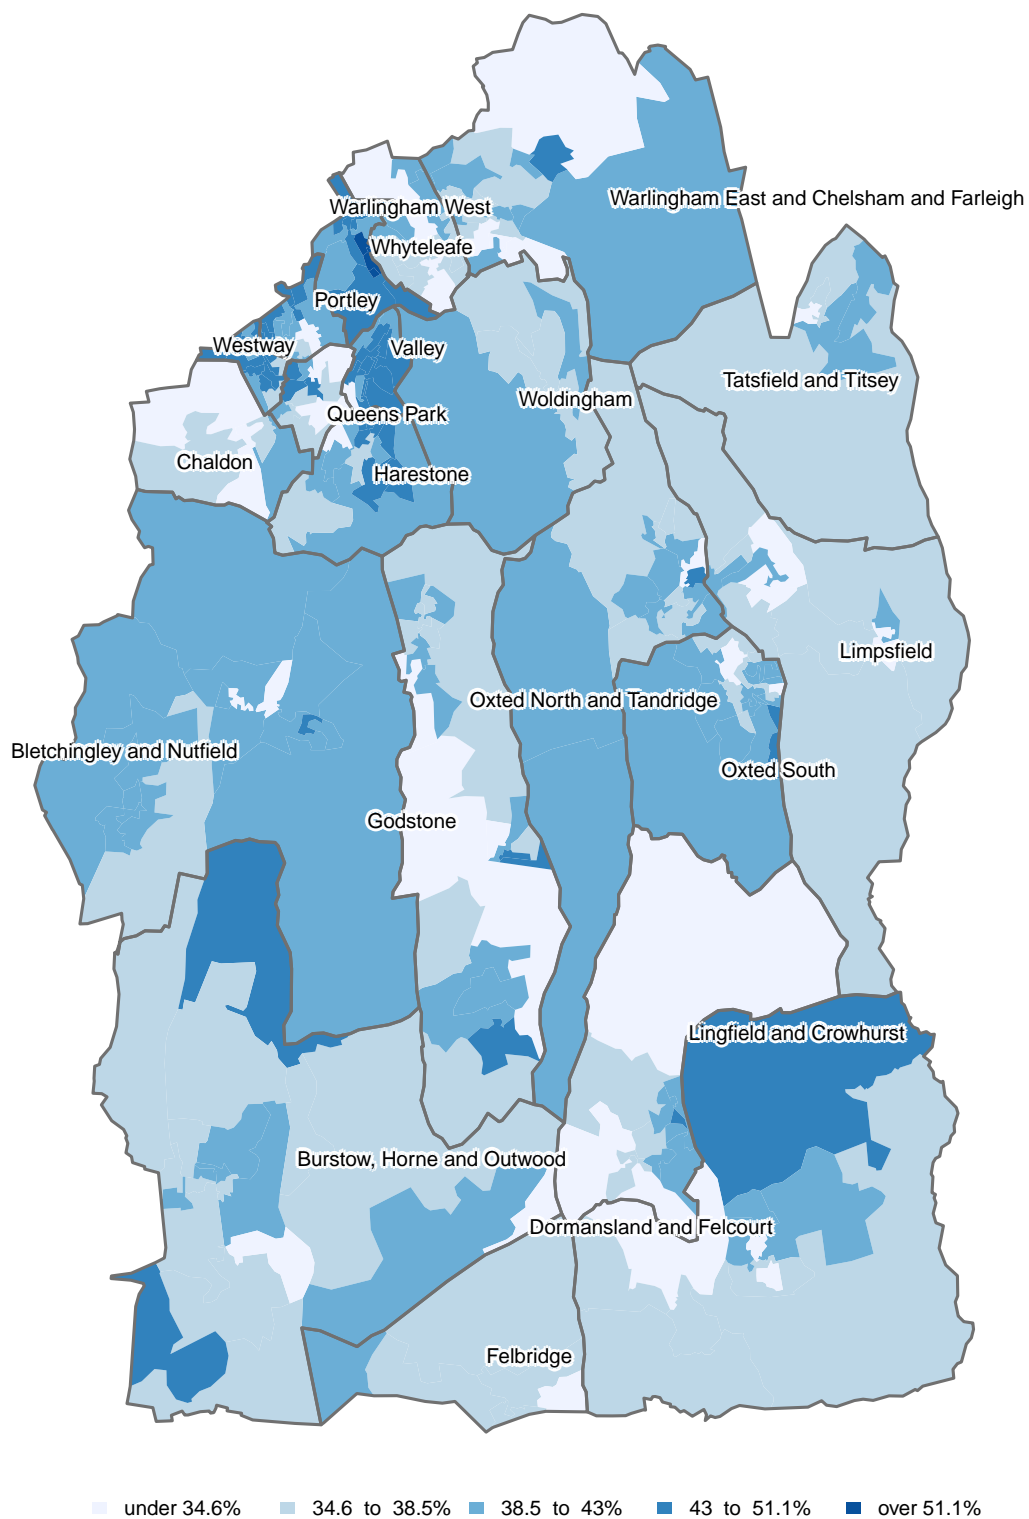 Warlingham East and Chelsham and Farleigh
Warlingham West
Whyteleafe
Portley
Westway
Valley
Tatsfield and Titsey
Woldingham
Queens Park
Chaldon
Harestone
Limpsfield
Oxted North and Tandridge
Bletchingley and Nutfield
Oxted South
Godstone
Lingfield and Crowhurst
Burstow, Horne and Outwood
Dormansland and Felcourt
Felbridge
under 34.6% 34.6 to 38.5% 38.5 to 43% 43 to 51.1% over 51.1%